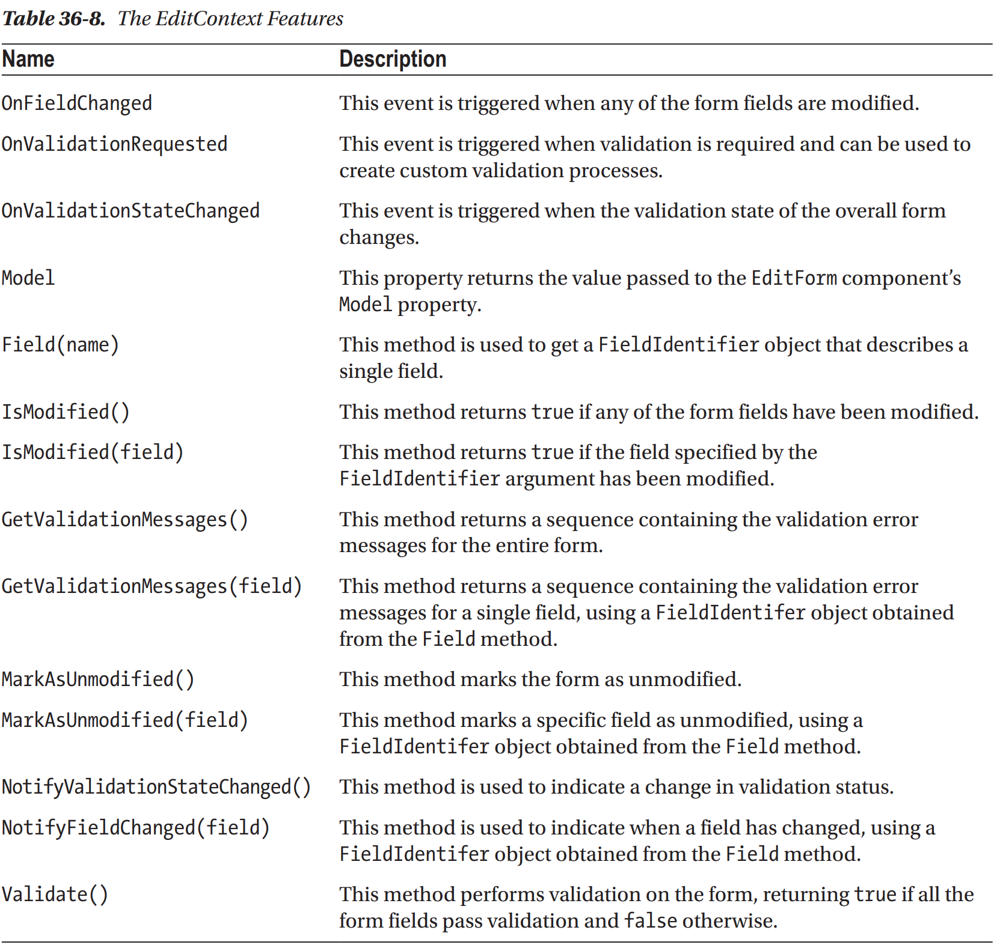 Table 36-8. The EditContext Features
Name Description
OnFieldChanged This event is triggered when any of the form fields are modified.
OnValidationRequested This event is triggered when validation is required and can be used to
create custom validation processes.
OnValidationStateChanged This event is triggered when the validation state of the overall form
changes.
Model This property returns the value passed to the EditForm component’s
Model property.
Field(name) This method is used to get a FieldIdentifier object that describes a
single field.
IsModified() This method returns true if any of the form fields have been modified.
IsModified(field) This method returns true if the field specified by the
FieldIdentifier argument has been modified.
GetValidationMessages() This method returns a sequence containing the validation error
messages for the entire form.
GetValidationMessages(field) This method returns a sequence containing the validation error
messages for a single field, using a FieldIdentifer object obtained
from the Field method.
MarkAsUnmodified() This method marks the form as unmodified.
MarkAsUnmodified(field) This method marks a specific field as unmodified, using a
FieldIdentifer object obtained from the Field method.
NotifyValidationStateChanged() This method is used to indicate a change in validation status.
NotifyFieldChanged(field) This method is used to indicate when a field has changed, using a
FieldIdentifer object obtained from the Field method.
Validate() This method performs validation on the form, returning true if all the
form fields pass validation and false otherwise.